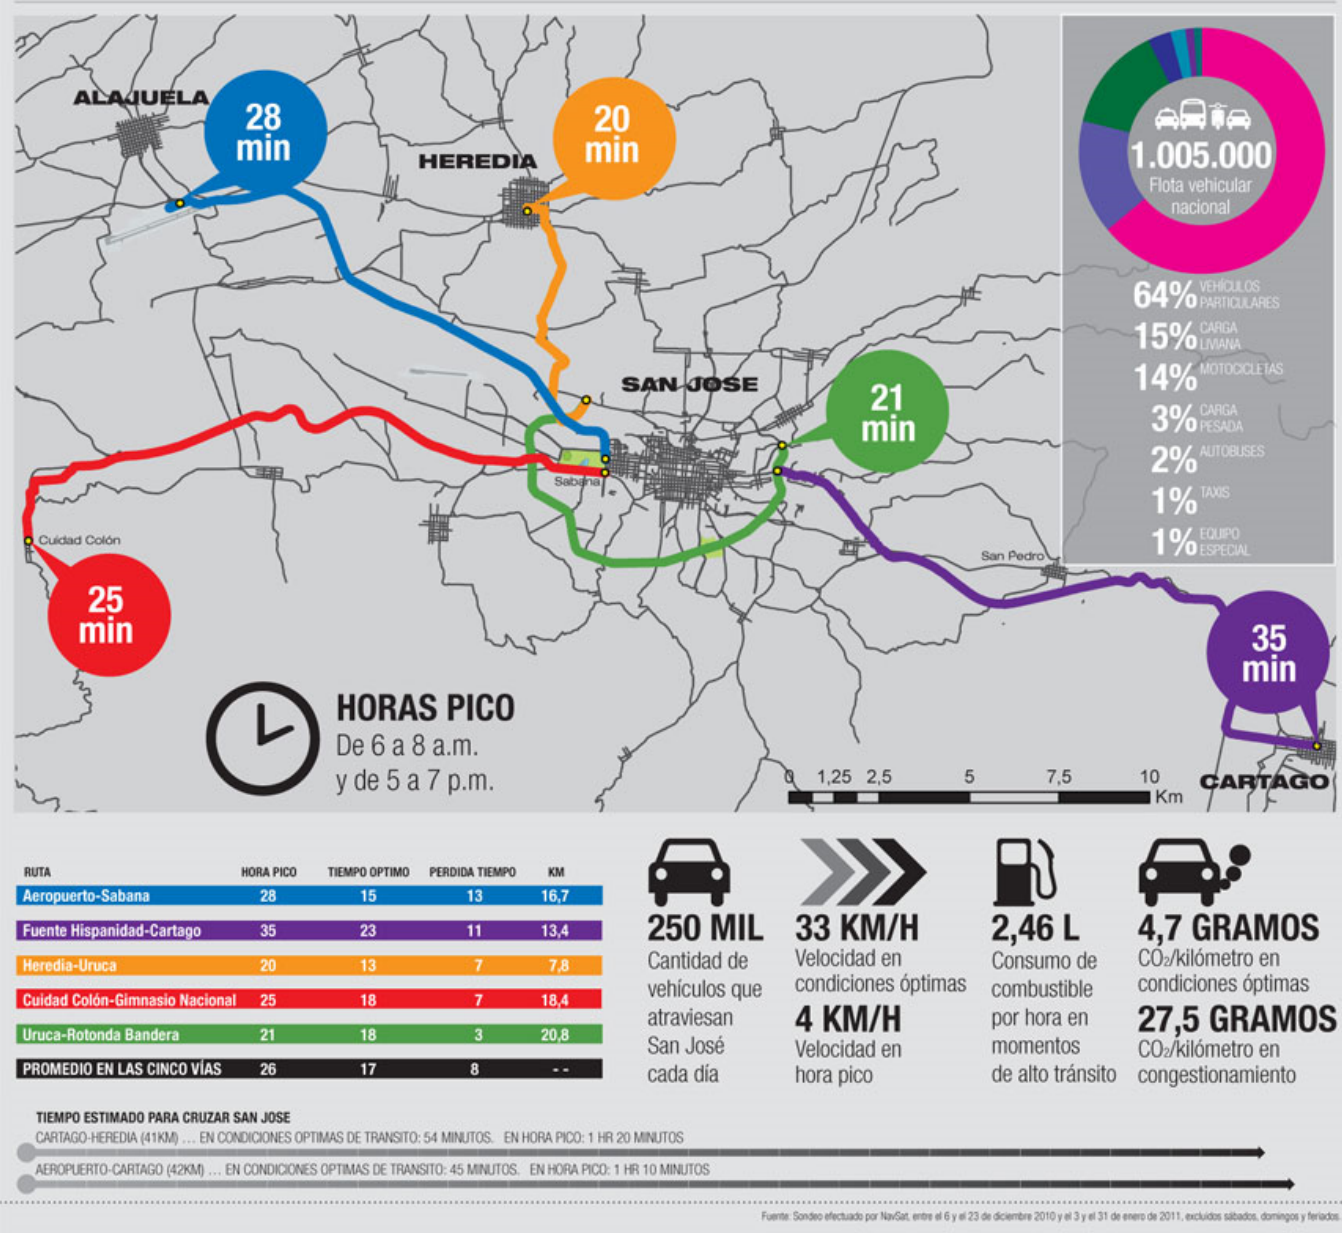 ALAJUELA
28
min
HEREDIA
20
min
SAN JOSE
21
min
Sabana
Cuidad Colón
25
min
San Pedro
35
min
CARTAGO
1.005.000
Flota vehicular
nacional
64% VEHÍCULOS
PARTICULARES
15% CARGA
LIVIANA
14% MOTOCICLETAS
3% CARGA
PESADA
2% AUTOBUSES
1% TAXIS
1% EQUIPO
ESPECIAL
HORAS PICO
De 6 a 8 a.m.
y de 5 a 7 p.m.
0 1,25 2,5 5 7,5 10
Km
RUTA HORA PICO TIEMPO OPTIMO PERDIDA TIEMPO KM
Aeropuerto-Sabana 28 15 13 16,7
Fuente Hispanidad-Cartago 35 23 11 13,4
Heredia-Uruca 20 13 7 7,8
Cuidad Colón-Gimnasio Nacional 25 18 7 18,4
Uruca-Rotonda Bandera 21 18 3 20,8
PROMEDIO EN LAS CINCO VÍAS 26 17 8 - -
250 MIL
Cantidad de
vehículos que
atraviesan
San José
cada día
33 KM/H
Velocidad en
condiciones óptimas
4 KM/H
Velocidad en
hora pico
2,46 L
Consumo de
combustible
por hora en
momentos
de alto tránsito
4,7 GRAMOS
CO₂/kilómetro en
condiciones óptimas
27,5 GRAMOS
CO₂/kilómetro en
congestionamiento
TIEMPO ESTIMADO PARA CRUZAR SAN JOSE
CARTAGO-HEREDIA (41KM) ... EN CONDICIONES OPTIMAS DE TRANSITO: 54 MINUTOS. EN HORA PICO: 1 HR 20 MINUTOS
AEROPUERTO-CARTAGO (42KM) ... EN CONDICIONES OPTIMAS DE TRANSITO: 45 MINUTOS. EN HORA PICO: 1 HR 10 MINUTOS
Fuente: Sondeo efectuado por NavSat, entre el 6 y el 23 de diciembre 2010 y el 3 y el 31 de enero de 2011, excluidos sábados, domingos y feriados.